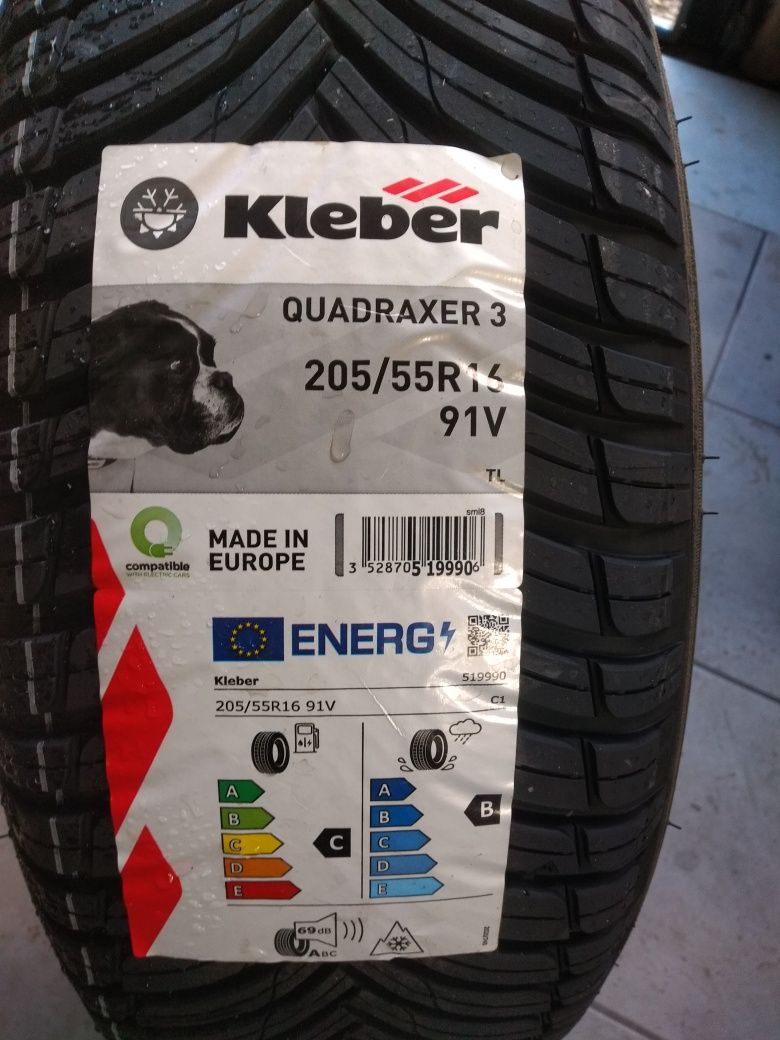 Kleber
QUADRAXER 3
205/55R16
91V
TL
compatible
WITH ELECTRIC CARS
MADE IN
EUROPE
smi8
3 528705 199906
ENERG
Kleber 519990
205/55R16 91V C1
A A
B B B
C C C
D D
E E
69 dB
ABC